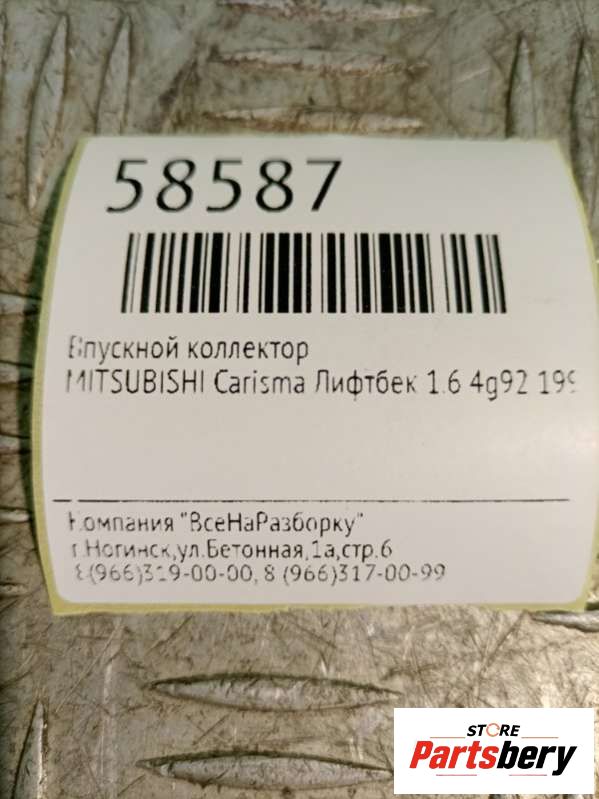 58587
Впускной коллектор
MITSUBISHI Carisma Лифтбек 1.6 4g92 199
Компания "ВсеНаРазборку"
г.Ногинск,ул.Бетонная,1а,стр.6
8(966)319-00-00, 8 (966)317-00-99
STORE
Partsbery